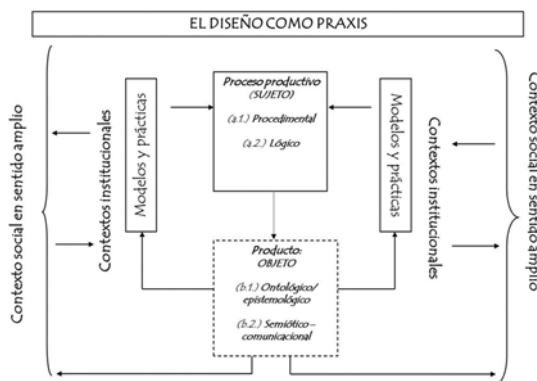 EL DISEÑO COMO PRAXIS
Contexto social en sentido amplio
Contextos institucionales
Modelos y prácticas
Proceso productivo
(SUJETO)
(a.1.) Procedimental
(a.2.) Lógico
Modelos y prácticas
Contextos institucionales
Contexto social en sentido amplio
Producto:
OBJETO
(b.1.) Ontológico/
epistemológico
(b.2.) Semiótico–
comunicacional